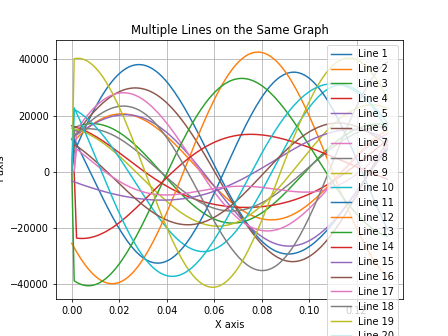 Multiple Lines on the Same Graph
40000
20000
0
−20000
−40000
0.00
0.02
0.04
0.06
0.08
0.10
X axis
Line 1
Line 2
Line 3
Line 4
Line 5
Line 6
Line 7
Line 8
Line 9
Line 10
Line 11
Line 12
Line 13
Line 14
Line 15
Line 16
Line 17
Line 18
Line 19
Line 20